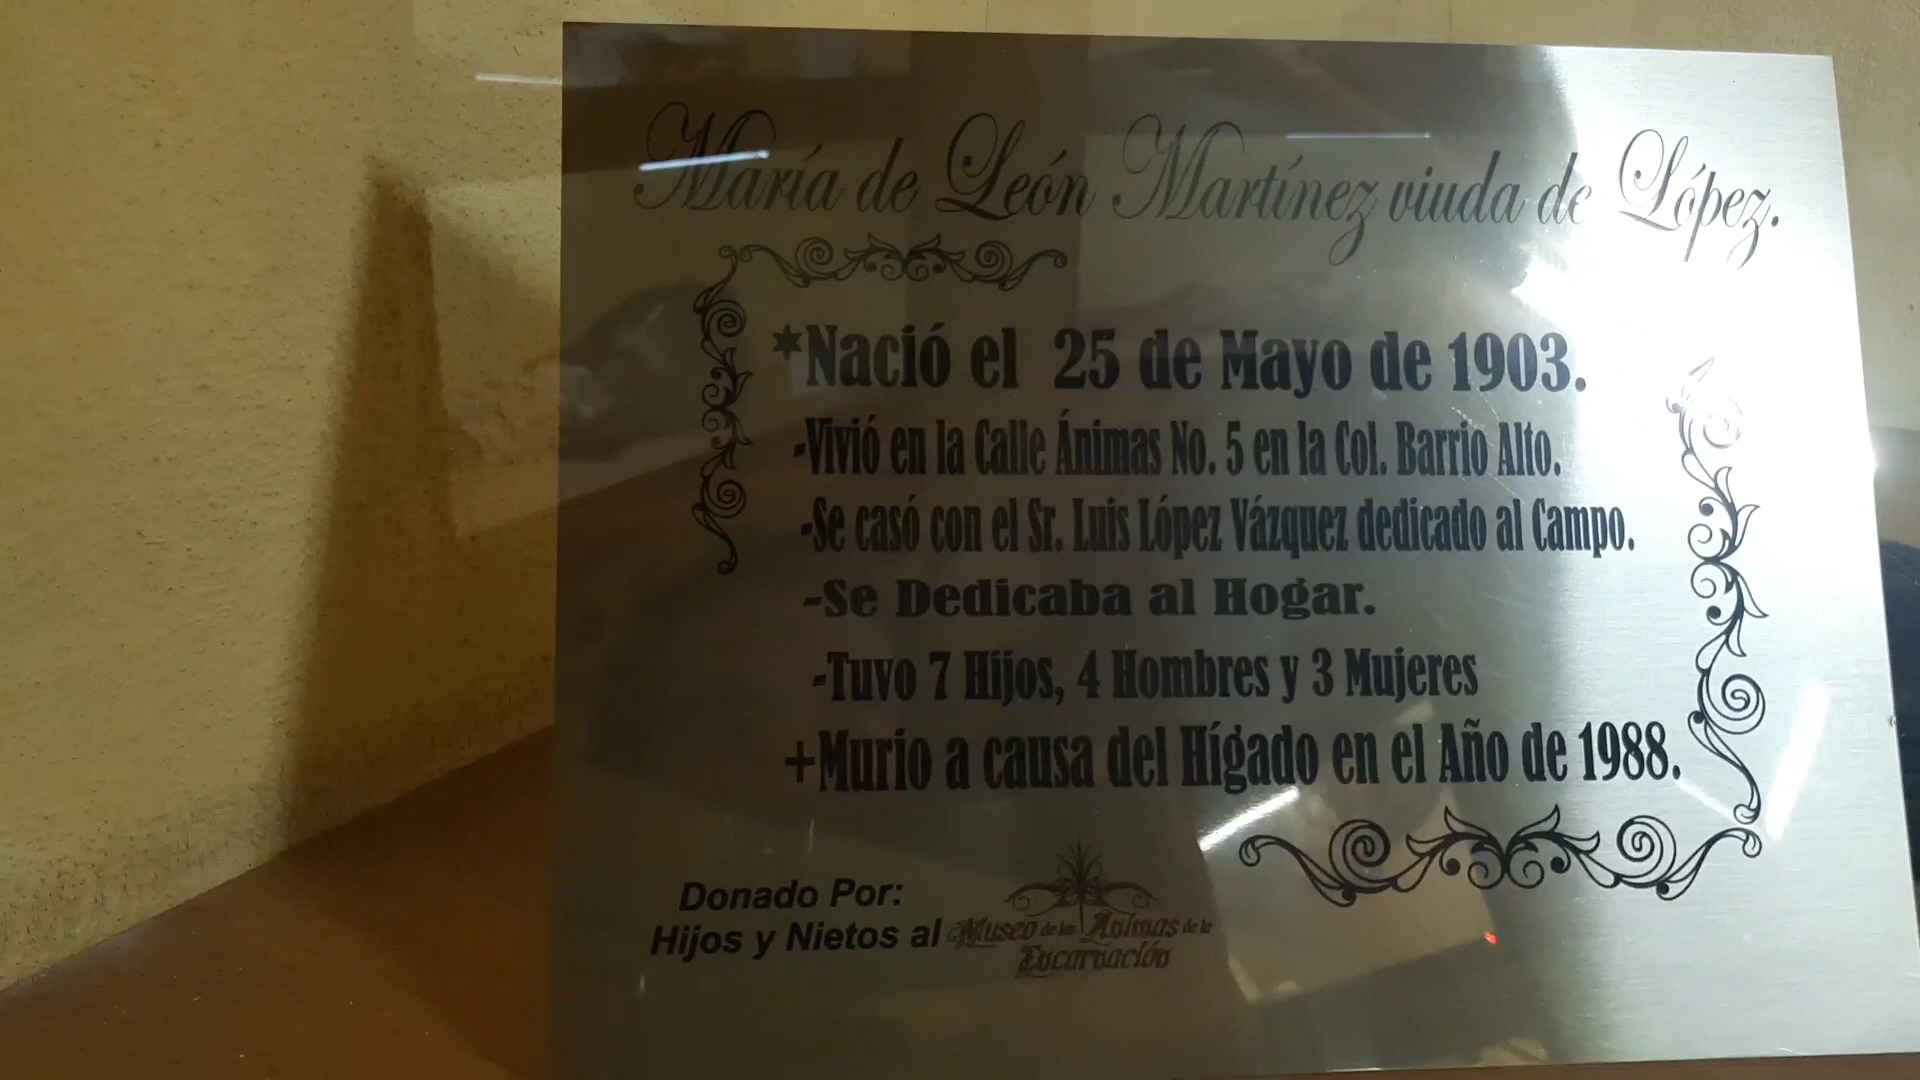 María de León Martínez viuda de López.
*Nació el 25 de Mayo de 1903.
-Vivió en la Calle Ánimas No. 5 en la Col. Barrio Alto.
-Se casó con el Sr. Luis López Vázquez dedicado al Campo.
-Se Dedicaba al Hogar.
-Tuvo 7 Hijos, 4 Hombres y 3 Mujeres
+Murio a causa del Hígado en el Año de 1988.
Donado Por:
Hijos y Nietos al Museo de las Ánimas de la
Encarnación